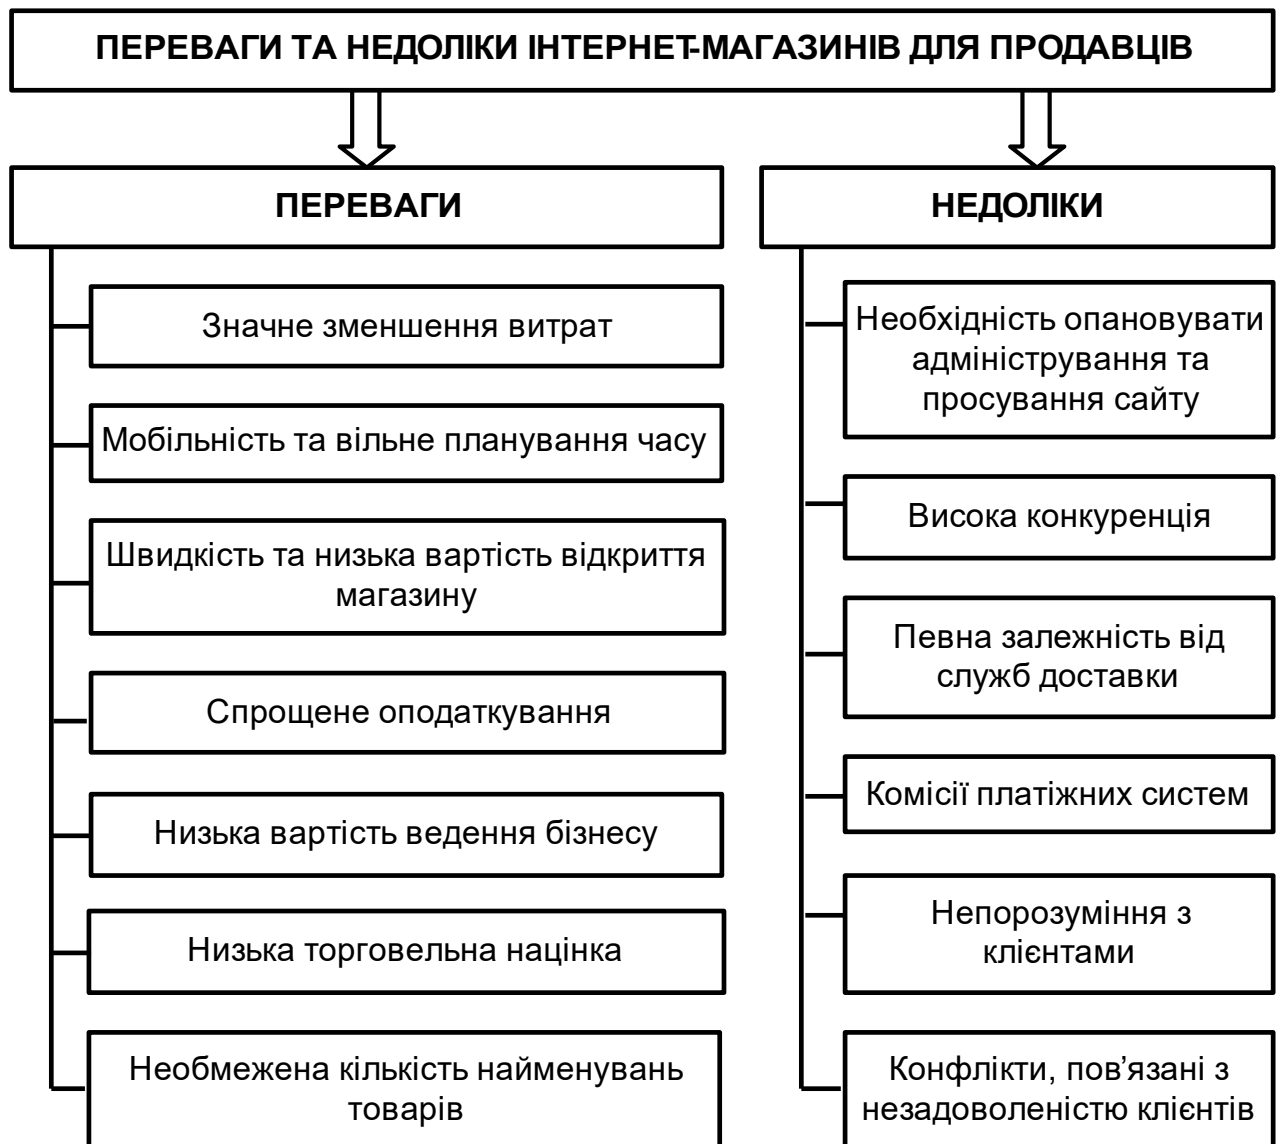 ПЕРЕВАГИ ТА НЕДОЛІКИ ІНТЕРНЕТ-МАГАЗИНІВ ДЛЯ ПРОДАВЦІВ
ПЕРЕВАГИ
Значне зменшення витрат
Мобільність та вільне планування часу
Швидкість та низька вартість відкриття
магазину
Спрощене оподаткування
Низька вартість ведення бізнесу
Низька торговельна націнка
Необмежена кількість найменувань
товарів
НЕДОЛІКИ
Необхідність опановувати
адміністрування та
просування сайту
Висока конкуренція
Певна залежність від
служб доставки
Комісії платіжних систем
Непорозуміння з
клієнтами
Конфлікти, пов’язані з
незадоволеністю клієнтів